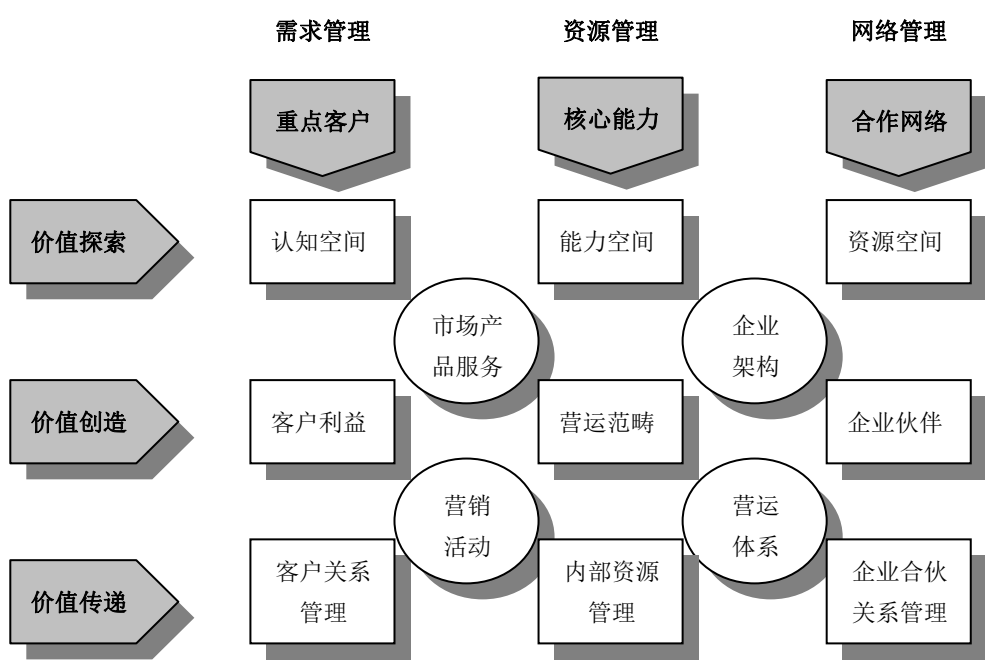 需求管理
资源管理
网络管理
重点客户
核心能力
合作网络
价值探索
认知空间
能力空间
资源空间
市场产
品服务
企业
架构
价值创造
客户利益
营运范畴
企业伙伴
营销
活动
营运
体系
价值传递
客户关系
管理
内部资源
管理
企业合伙
关系管理